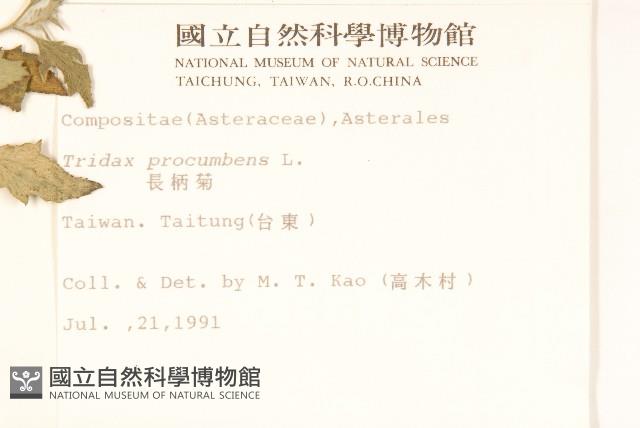 國立自然科學博物館
NATIONAL MUSEUM OF NATURAL SCIENCE
TAICHUNG, TAIWAN, R.O.CHINA
Compositae(Asteraceae),Asterales
Tridax procumbens L.
長柄菊
Taiwan. Taitung(台東)
Coll. & Det. by M. T. Kao (高木村)
Jul. ,21,1991
國立自然科學博物館
NATIONAL MUSEUM OF NATURAL SCIENCE